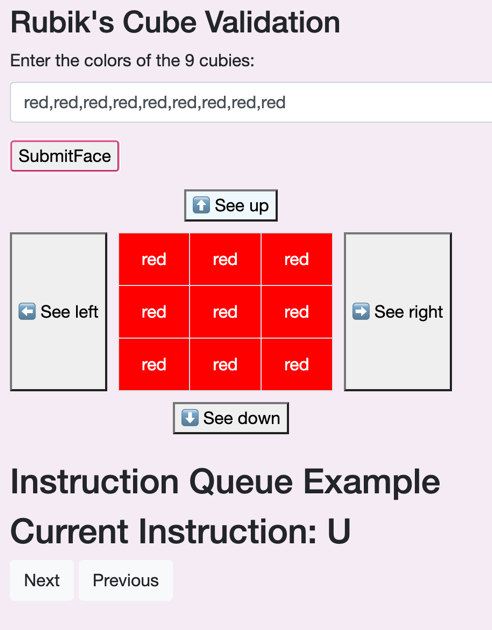 Rubik's Cube Validation
Enter the colors of the 9 cubies:
red,red,red,red,red,red,red,red,red
SubmitFace
⬆️ See up
red red red
⬅️ See left red red red ➡️ See right
red red red
⬇️ See down
Instruction Queue Example
Current Instruction: U
Next Previous